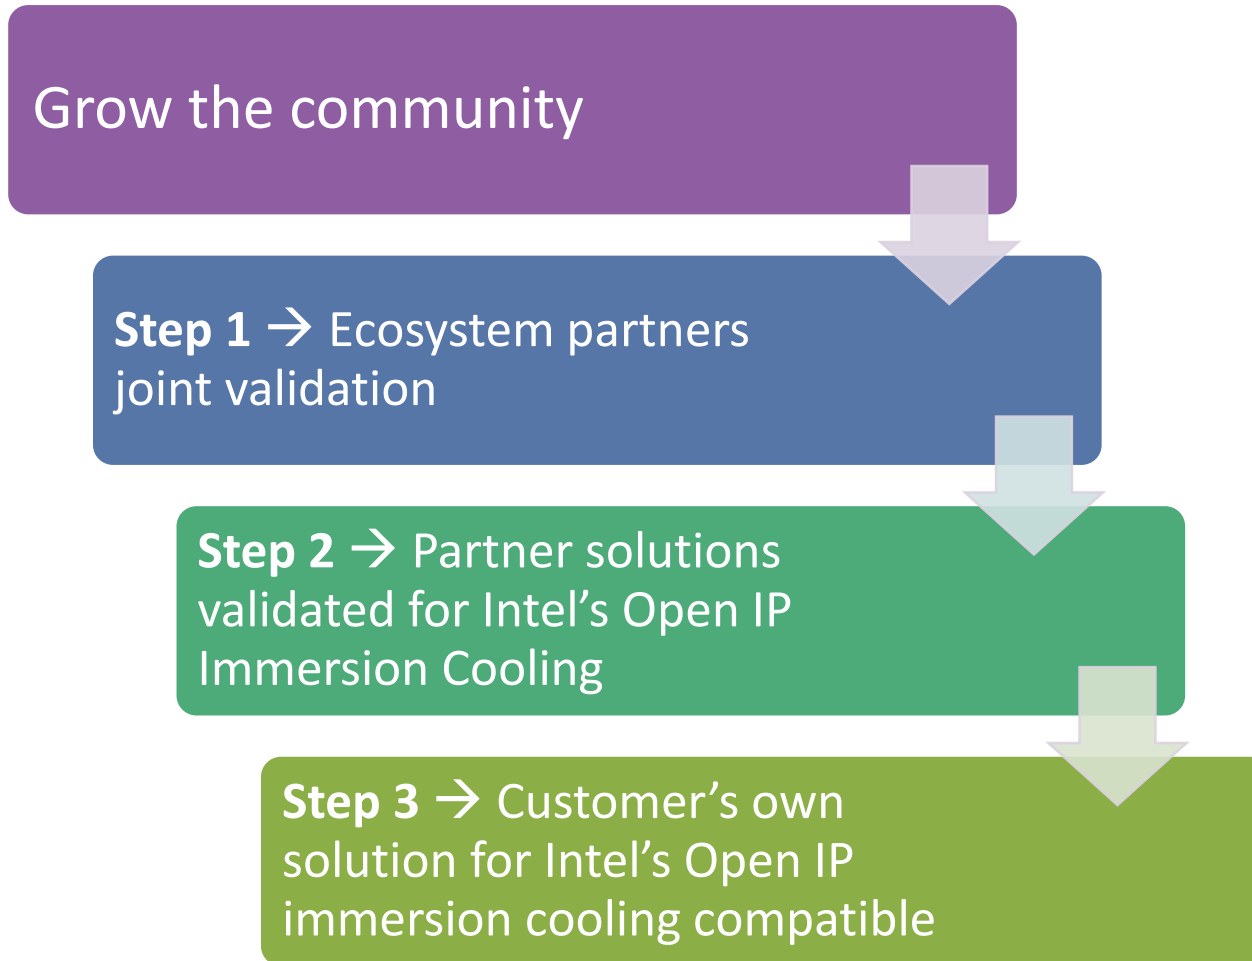 Grow the community
Step 1 → Ecosystem partners
joint validation
Step 2 → Partner solutions
validated for Intel’s Open IP
Immersion Cooling
Step 3 → Customer’s own
solution for Intel’s Open IP
immersion cooling compatible